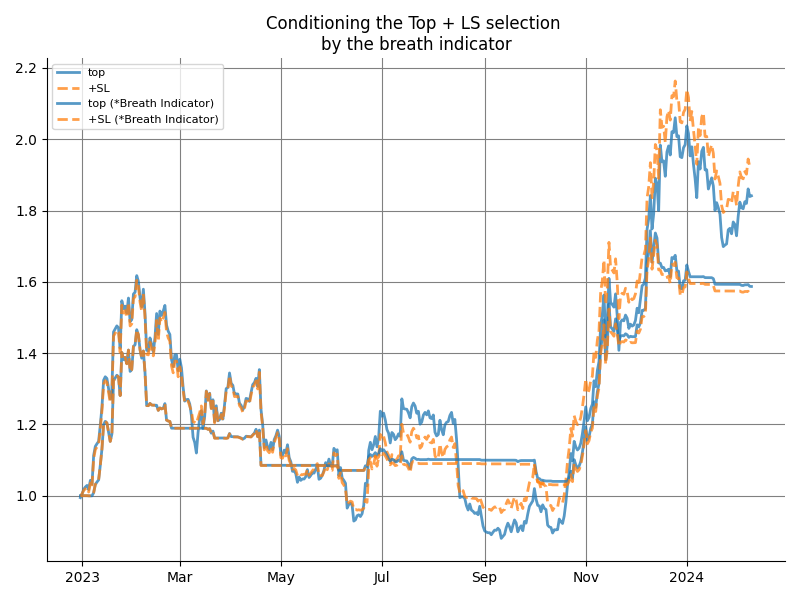 Conditioning the Top + LS selection
by the breath indicator
top
+SL
top (*Breath Indicator)
+SL (*Breath Indicator)
2.2
2.0
1.8
1.6
1.4
1.2
1.0
2023
Mar
May
Jul
Sep
Nov
2024